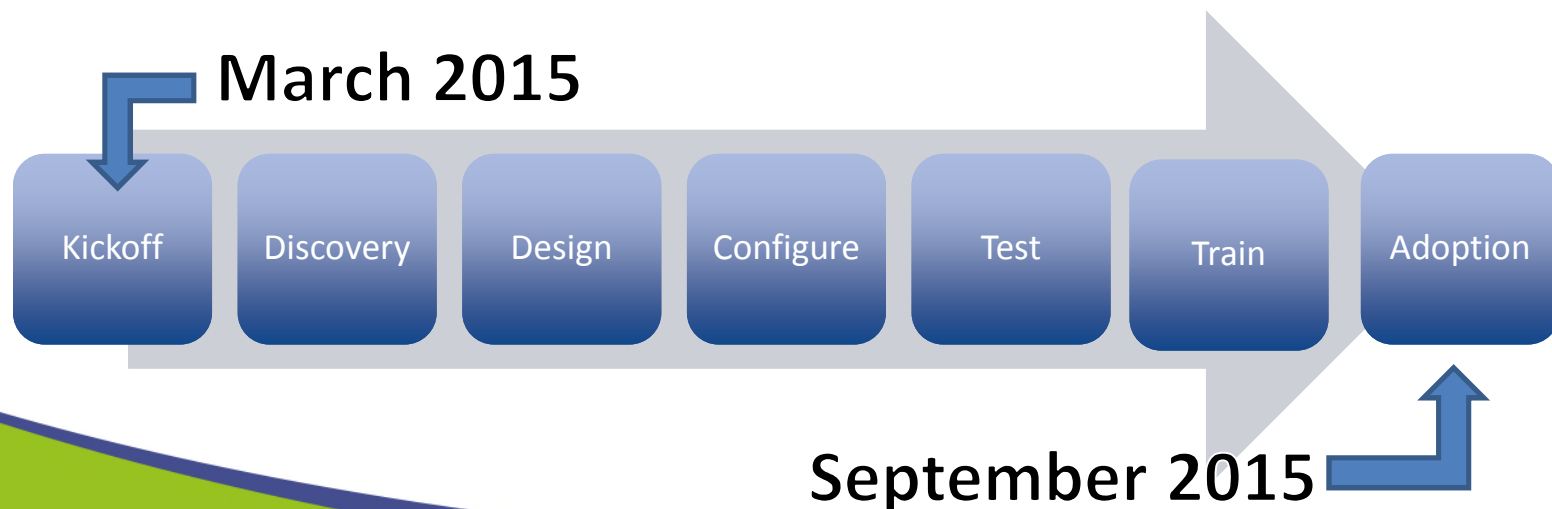 March 2015
Kickoff
Discovery
Design
Configure
Test
Train
Adoption
September 2015